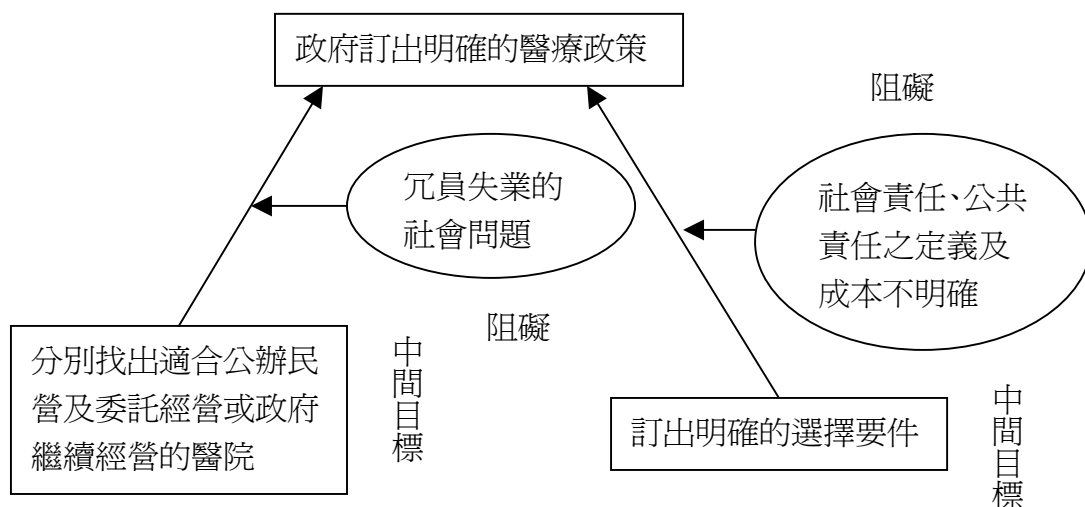 政府訂出明確的醫療政策
阻礙
冗員失業的
社會問題
社會責任、公共
責任之定義及
成本不明確
阻礙
分別找出適合公辦民
營及委託經營或政府
繼續經營的醫院
中間目標
訂出明確的選擇要件
中間目標